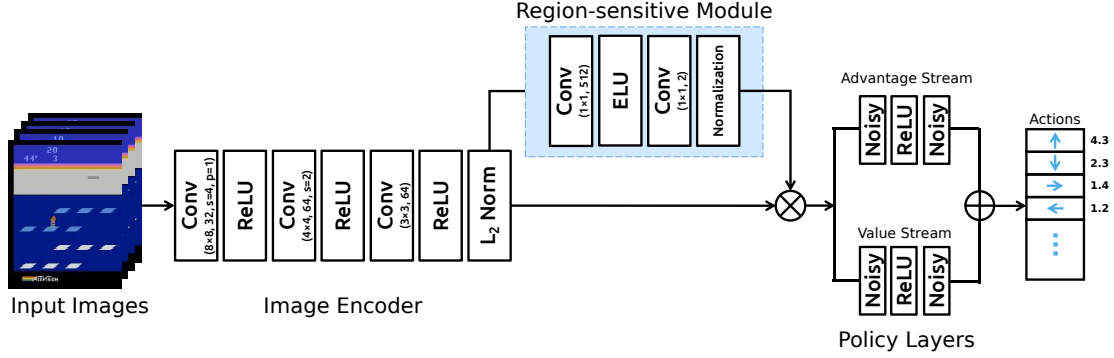 Region-sensitive Module
Conv
(1×1, 512)
ELU
Conv
(1×1, 2)
Normalization
20
44° 3
Input Images
Conv
(8×8, 32, s=4, p=1)
ReLU
Conv
(4×4, 64, s=2)
ReLU
Conv
(3×3, 64)
ReLU
L2 Norm
Image Encoder
Advantage Stream
Noisy
ReLU
Noisy
Value Stream
Noisy
ReLU
Noisy
Policy Layers
Actions
4.3
2.3
1.4
1.2